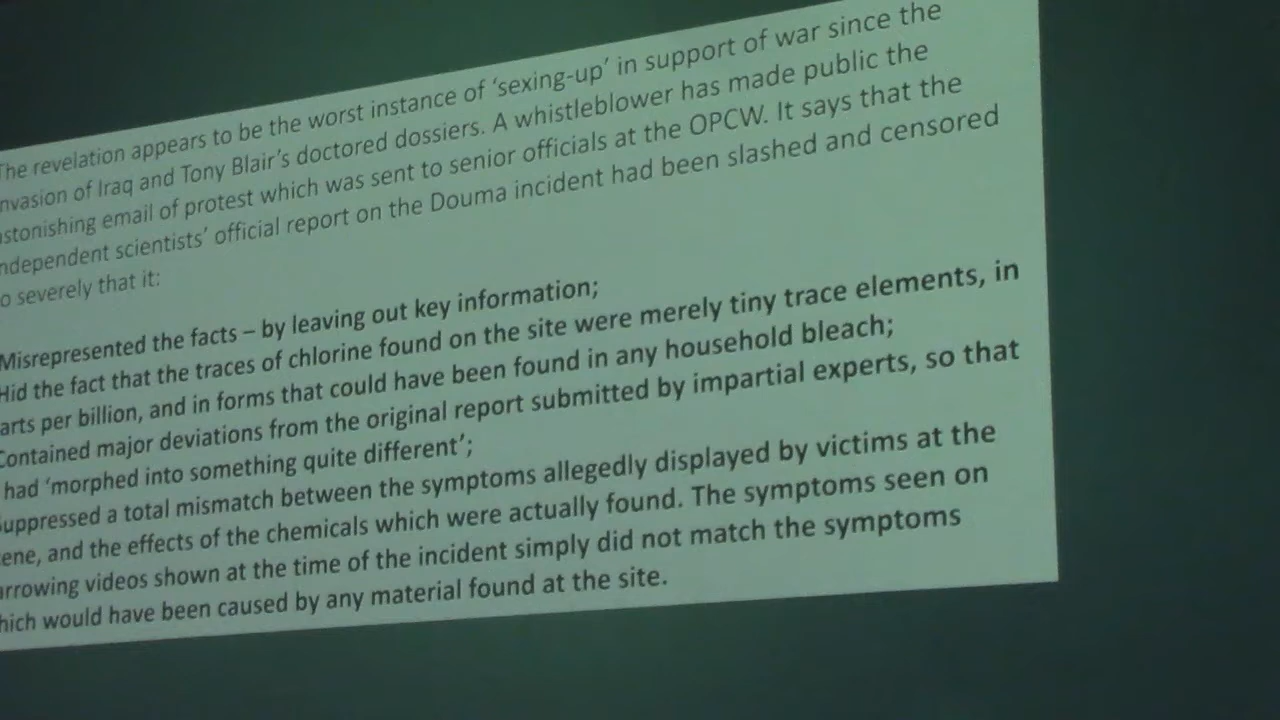 The revelation appears to be the worst instance of ‘sexing-up’ in support of war since the
nvasion of Iraq and Tony Blair’s doctored dossiers. A whistleblower has made public the
astonishing email of protest which was sent to senior officials at the OPCW. It says that the
ndependent scientists’ official report on the Douma incident had been slashed and censored
o severely that it:
Misrepresented the facts – by leaving out key information;
Hid the fact that the traces of chlorine found on the site were merely tiny trace elements, in
arts per billion, and in forms that could have been found in any household bleach;
Contained major deviations from the original report submitted by impartial experts, so that
had ‘morphed into something quite different’;
uppressed a total mismatch between the symptoms allegedly displayed by victims at the
ene, and the effects of the chemicals which were actually found. The symptoms seen on
arrowing videos shown at the time of the incident simply did not match the symptoms
hich would have been caused by any material found at the site.